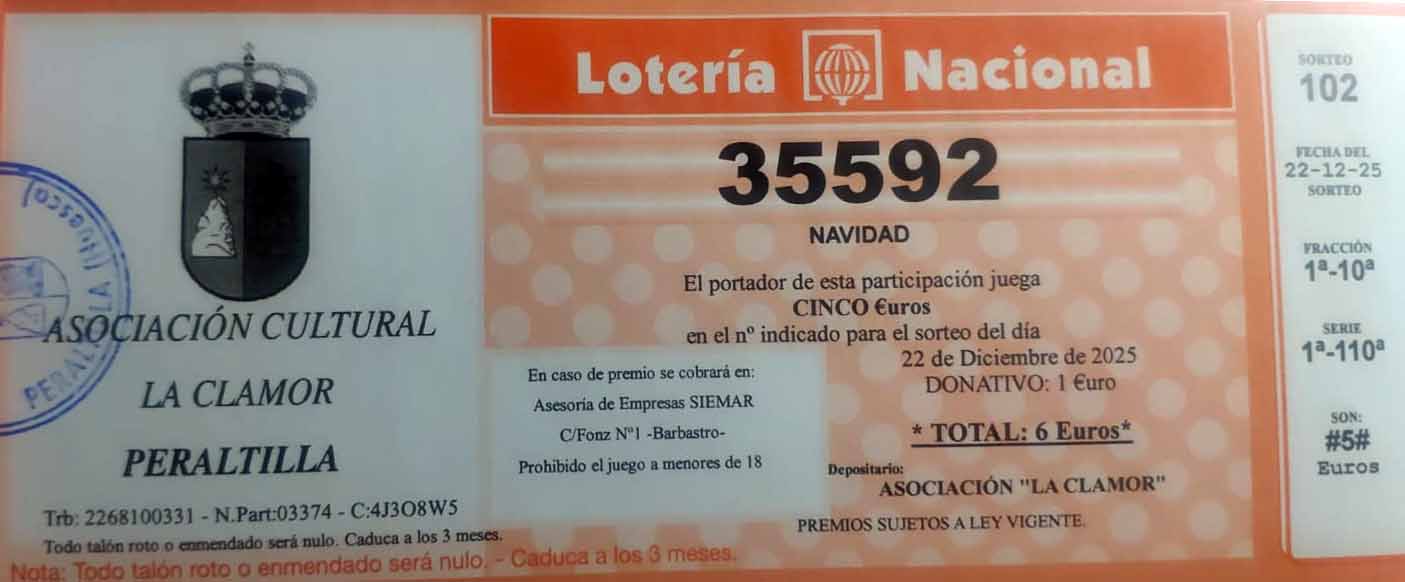 Lotería Nacional
35592
NAVIDAD
El portador de esta participación juega
CINCO €uros
en el nº indicado para el sorteo del día
22 de Diciembre de 2025
DONATIVO: 1 €uro
* TOTAL: 6 Euros*
Depositario:
ASOCIACIÓN "LA CLAMOR"
PREMIOS SUJETOS A LEY VIGENTE.
En caso de premio se cobrará en:
Asesoría de Empresas SIEMAR
C/Fonz Nº1 -Barbastro-
Prohibido el juego a menores de 18
PERALTILLA (Huesca)
ASOCIACIÓN CULTURAL
LA CLAMOR
PERALTILLA
Trb: 2268100331 - N.Part:03374 - C:4J3O8W5
Todo talón roto o enmendado será nulo. Caduca a los 3 meses.
Nota: Todo talón roto o enmendado será nulo. - Caduca a los 3 meses.
SORTEO
102
FECHA DEL
22-12-25
SORTEO
FRACCIÓN
1ª-10ª
SERIE
1ª-110ª
SON:
#5#
Euros